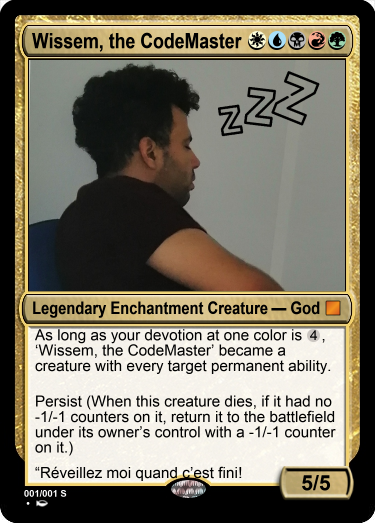 Wissem, the CodeMaster
zZZ
Legendary Enchantment Creature — God
As long as your devotion at one color is 4,
‘Wissem, the CodeMaster’ became a
creature with every target permanent ability.
Persist (When this creature dies, if it had no
-1/-1 counters on it, return it to the battlefield
under its owner’s control with a -1/-1 counter
on it.)
“Réveillez moi quand c’est fini!
5/5
001/001 S